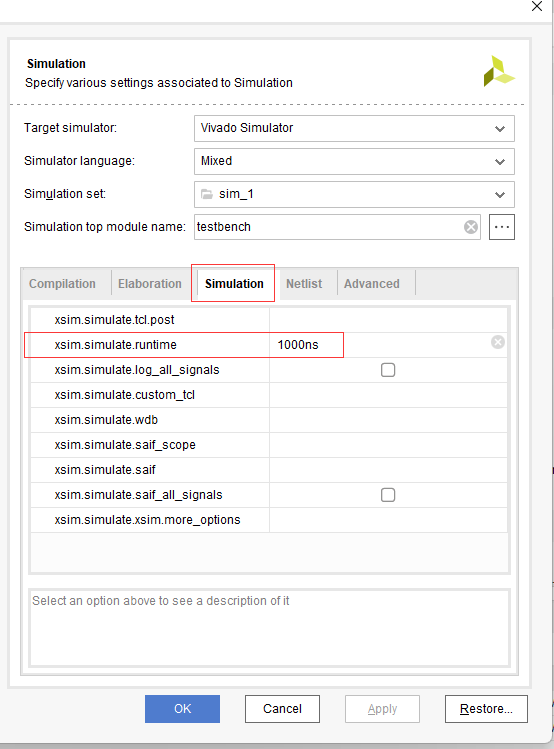 Simulation
Specify various settings associated to Simulation
Target simulator: Vivado Simulator
Simulator language: Mixed
Simulation set: sim_1
Simulation top module name: testbench ...
Compilation Elaboration Simulation Netlist Advanced
xsim.simulate.tcl.post
xsim.simulate.runtime 1000ns
xsim.simulate.log_all_signals
xsim.simulate.custom_tcl
xsim.simulate.wdb
xsim.simulate.saif_scope
xsim.simulate.saif
xsim.simulate.saif_all_signals
xsim.simulate.xsim.more_options
Select an option above to see a description of it
OK Cancel Apply Restore...